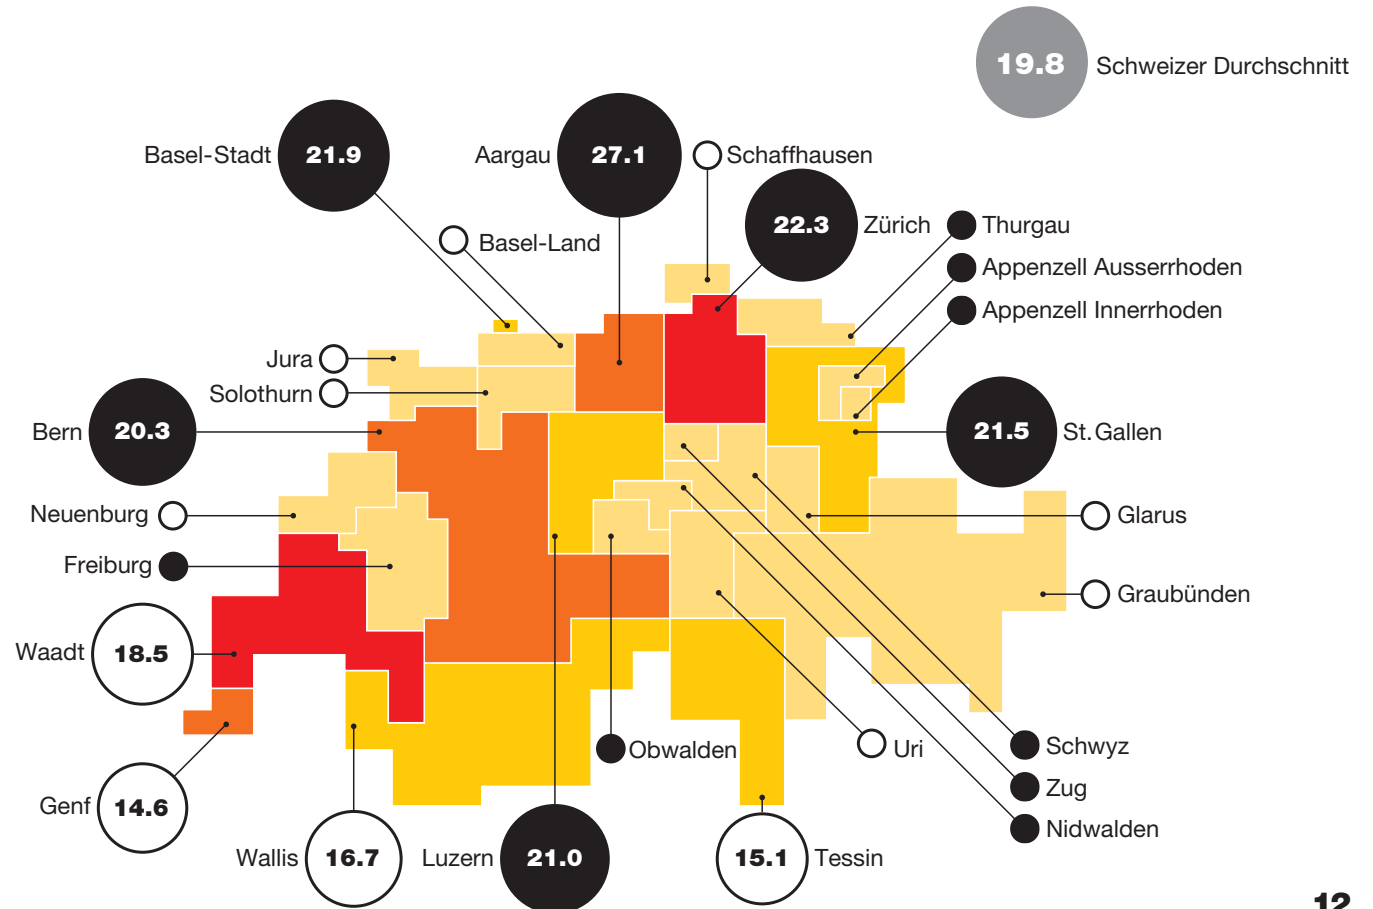 19.8 Schweizer Durchschnitt
Basel-Stadt 21.9
Aargau 27.1
Schaffhausen
22.3 Zürich
Thurgau
Basel-Land
Appenzell Ausserrhoden
Appenzell Innerrhoden
Jura
Solothurn
Bern 20.3
21.5 St. Gallen
Neuenburg
Glarus
Freiburg
Graubünden
Waadt 18.5
Obwalden
Uri
Schwyz
Zug
Genf 14.6
Nidwalden
Wallis 16.7
Luzern 21.0
15.1 Tessin
12